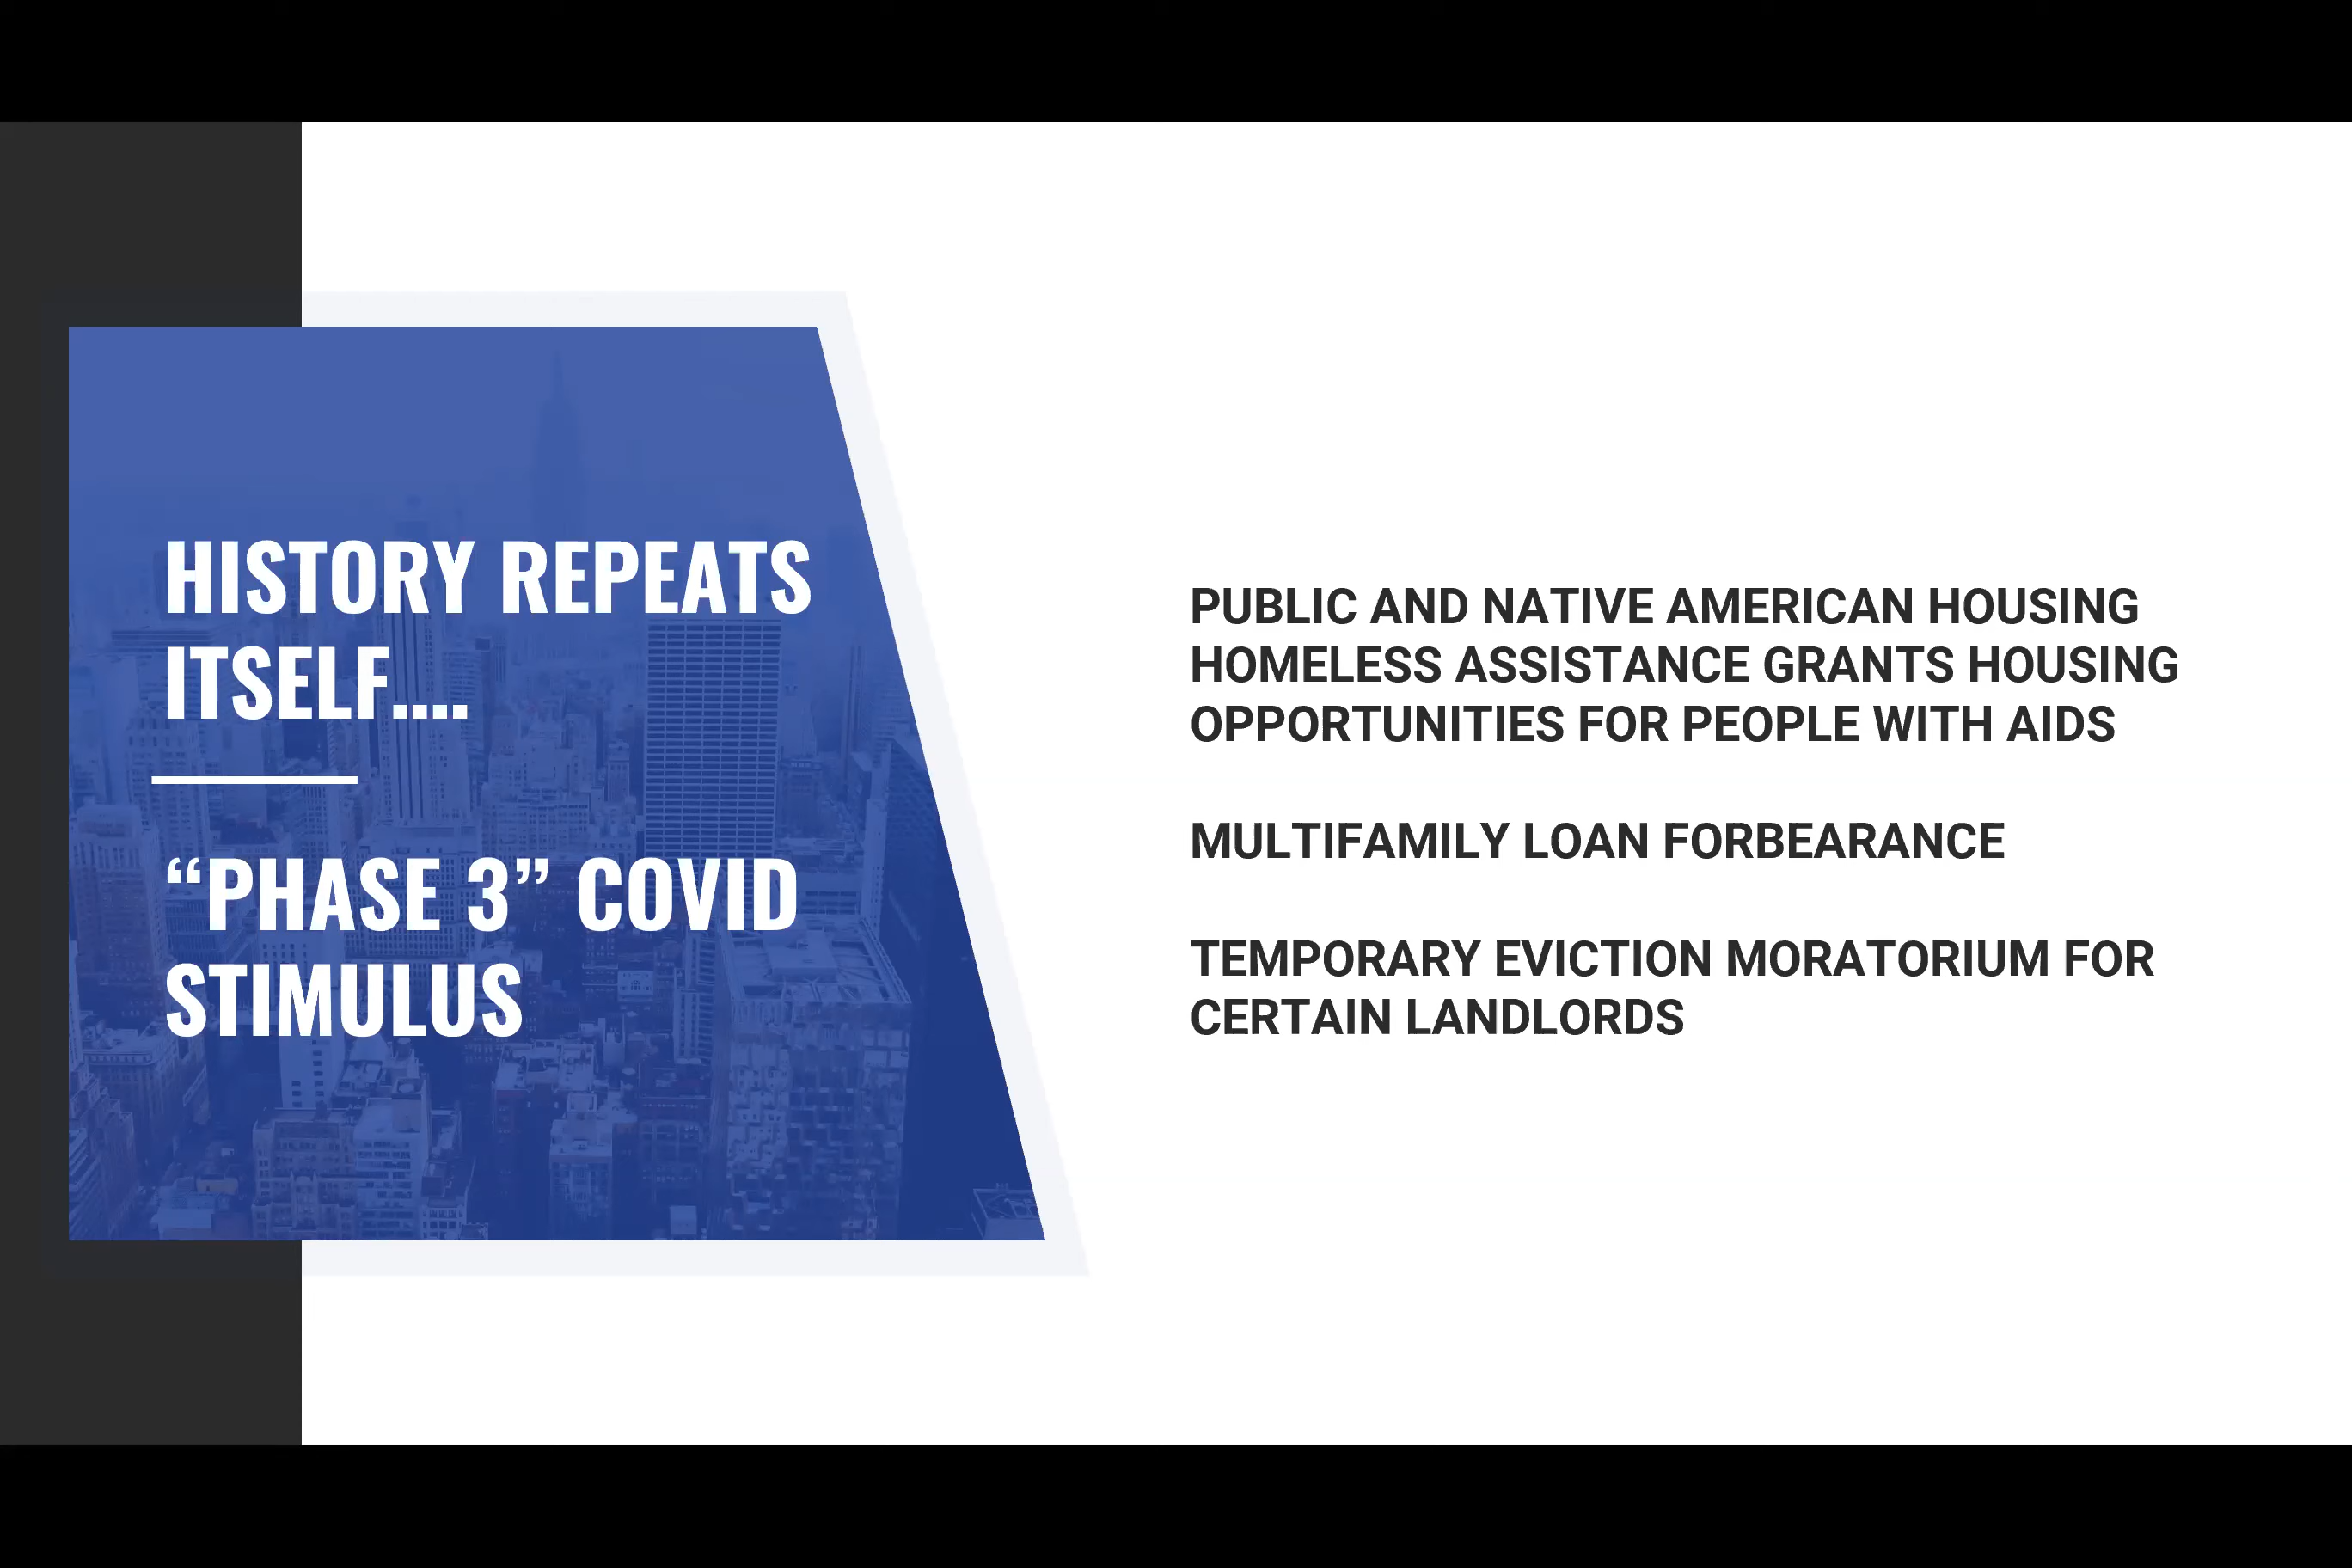 HISTORY REPEATS
ITSELF....
“PHASE 3” COVID
STIMULUS
PUBLIC AND NATIVE AMERICAN HOUSING
HOMELESS ASSISTANCE GRANTS HOUSING
OPPORTUNITIES FOR PEOPLE WITH AIDS
MULTIFAMILY LOAN FORBEARANCE
TEMPORARY EVICTION MORATORIUM FOR
CERTAIN LANDLORDS